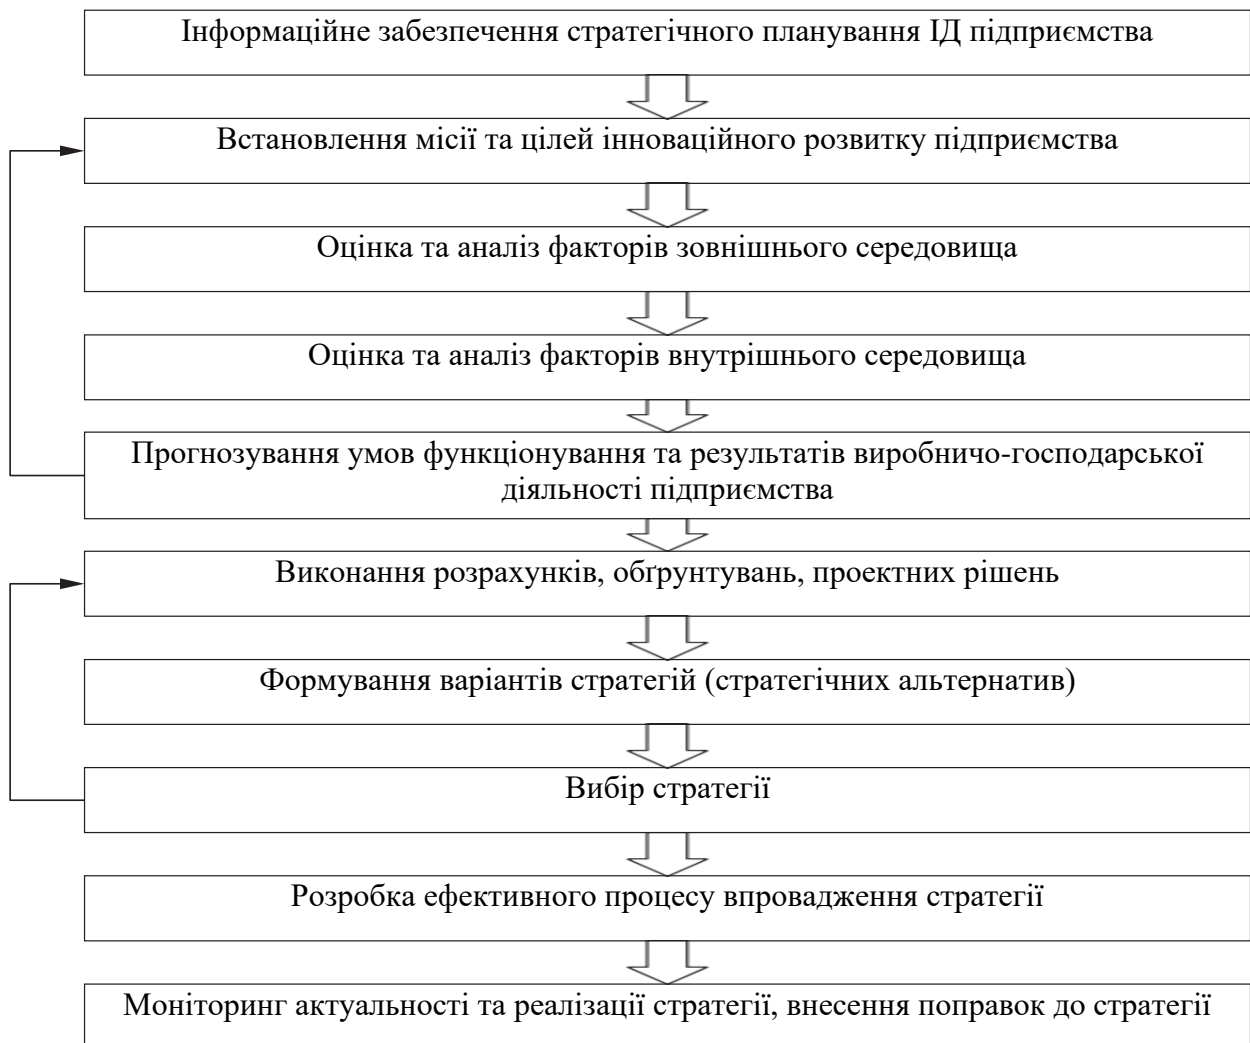 Інформаційне забезпечення стратегічного планування ІД підприємства
Встановлення місії та цілей інноваційного розвитку підприємства
Оцінка та аналіз факторів зовнішнього середовища
Оцінка та аналіз факторів внутрішнього середовища
Прогнозування умов функціонування та результатів виробничо-господарської
діяльності підприємства
Виконання розрахунків, обґрунтувань, проектних рішень
Формування варіантів стратегій (стратегічних альтернатив)
Вибір стратегії
Розробка ефективного процесу впровадження стратегії
Моніторинг актуальності та реалізації стратегії, внесення поправок до стратегії